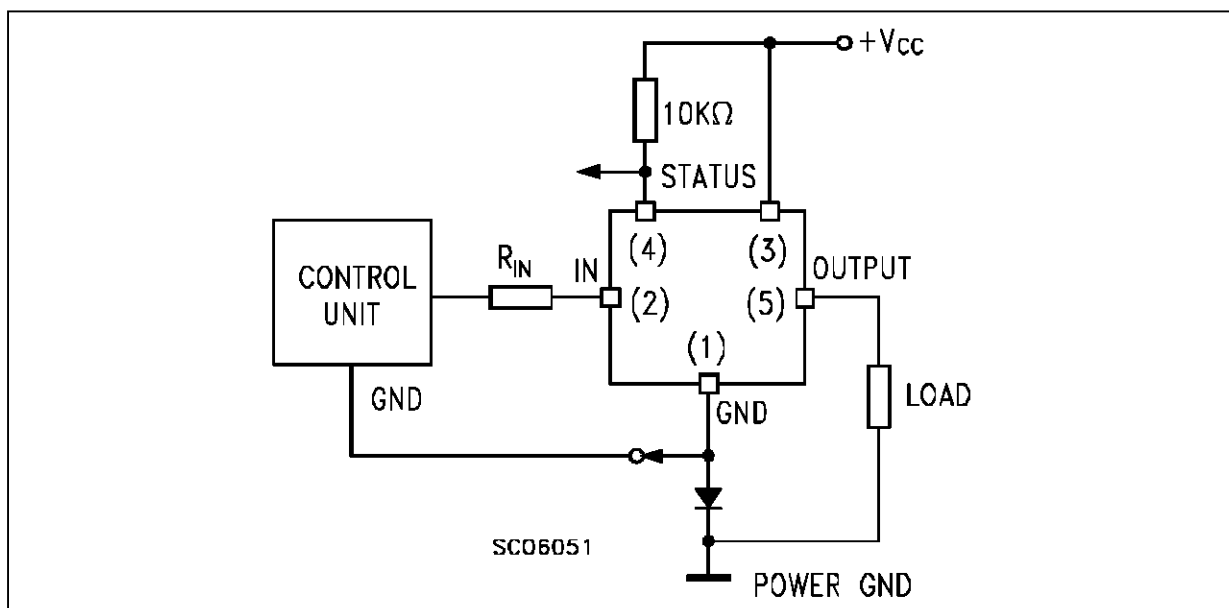 +VCC
10KΩ
STATUS
(4)
(3)
CONTROL
UNIT
RIN
IN
(2)
OUTPUT
(5)
(1)
GND
GND
LOAD
SC06051
POWER GND